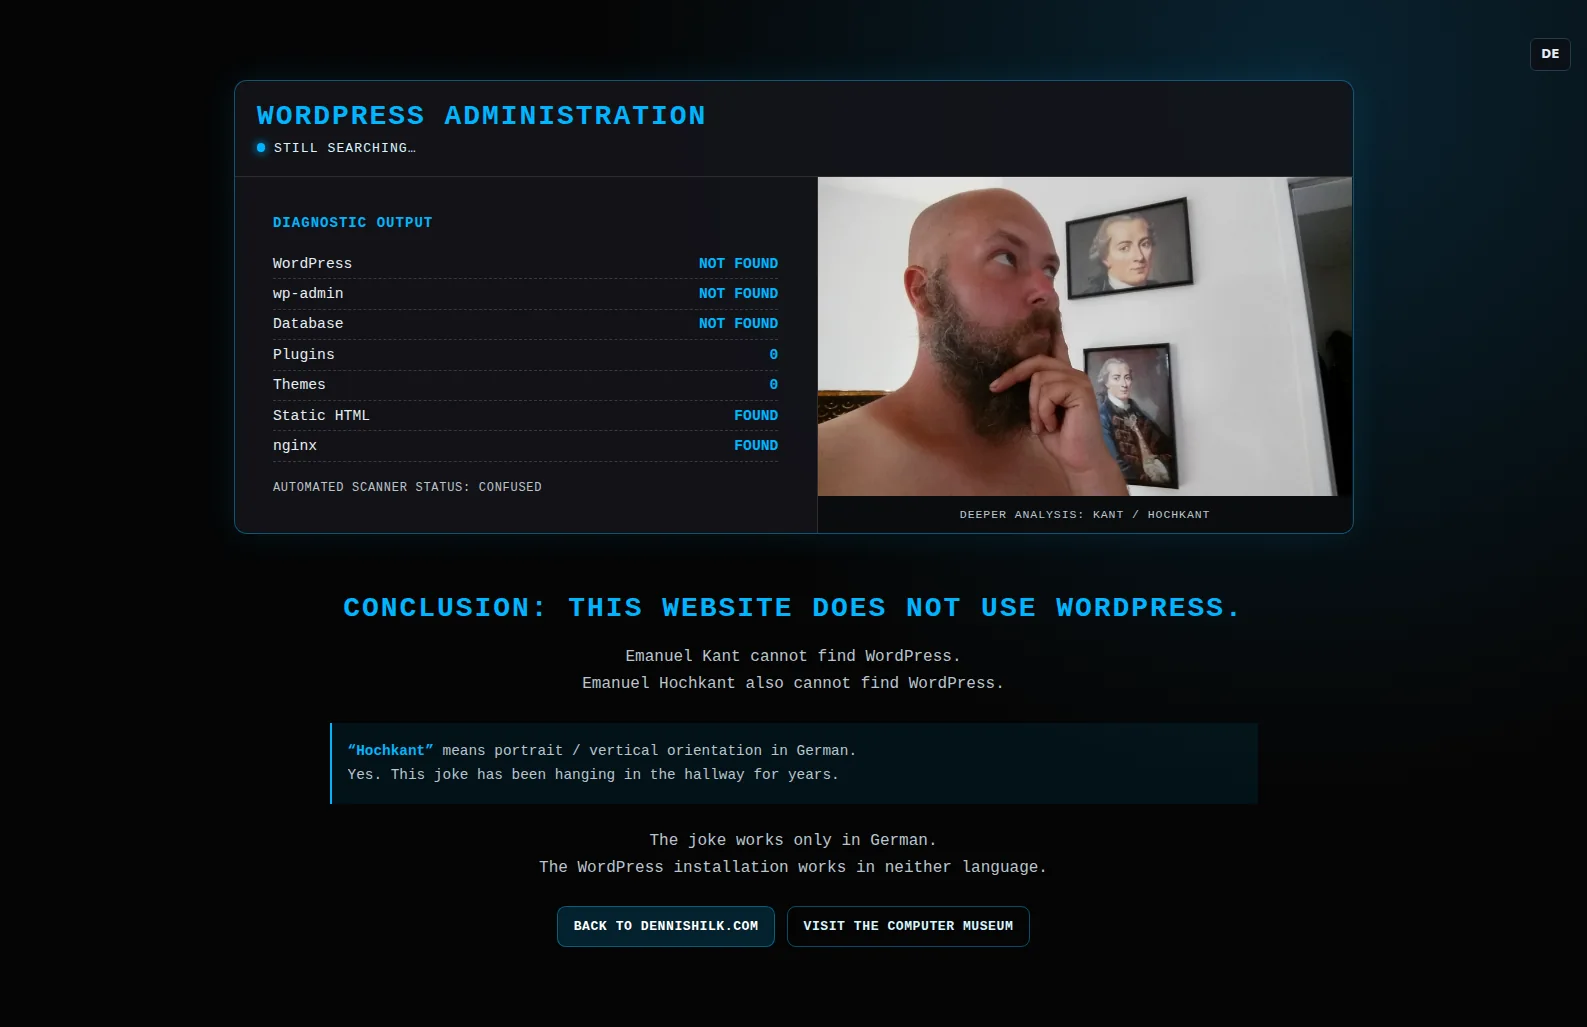 DE
WORDPRESS ADMINISTRATION
STILL SEARCHING…
DIAGNOSTIC OUTPUT
WordPress NOT FOUND
wp-admin NOT FOUND
Database NOT FOUND
Plugins 0
Themes 0
Static HTML FOUND
nginx FOUND
AUTOMATED SCANNER STATUS: CONFUSED
DEEPER ANALYSIS: KANT / HOCHKANT
CONCLUSION: THIS WEBSITE DOES NOT USE WORDPRESS.
Emanuel Kant cannot find WordPress.
Emanuel Hochkant also cannot find WordPress.
“Hochkant” means portrait / vertical orientation in German.
Yes. This joke has been hanging in the hallway for years.
The joke works only in German.
The WordPress installation works in neither language.
BACK TO DENNISHILK.COM
VISIT THE COMPUTER MUSEUM